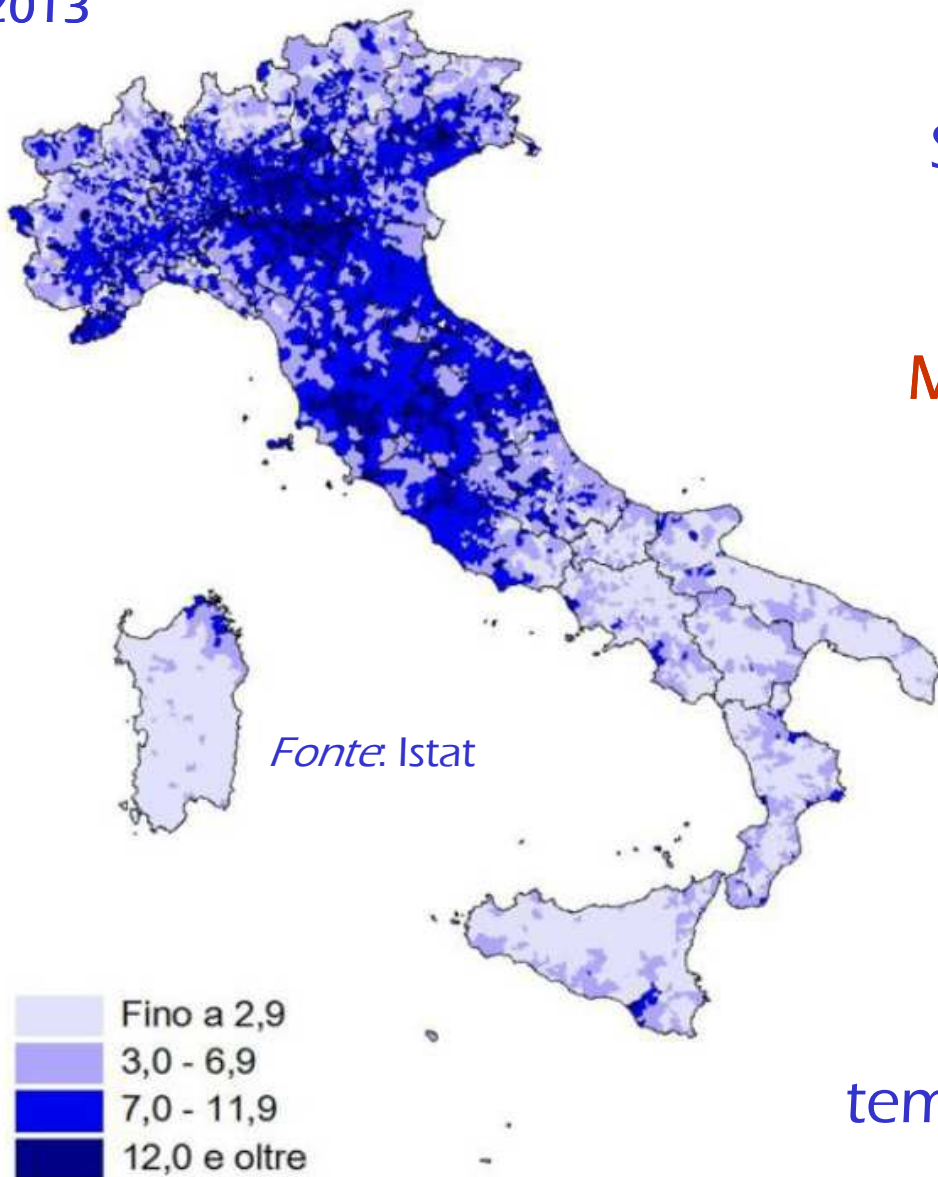 2013
S
M
Fonte: Istat
Fino a 2,9
3,0 - 6,9
7,0 - 11,9
12,0 e oltre
tem